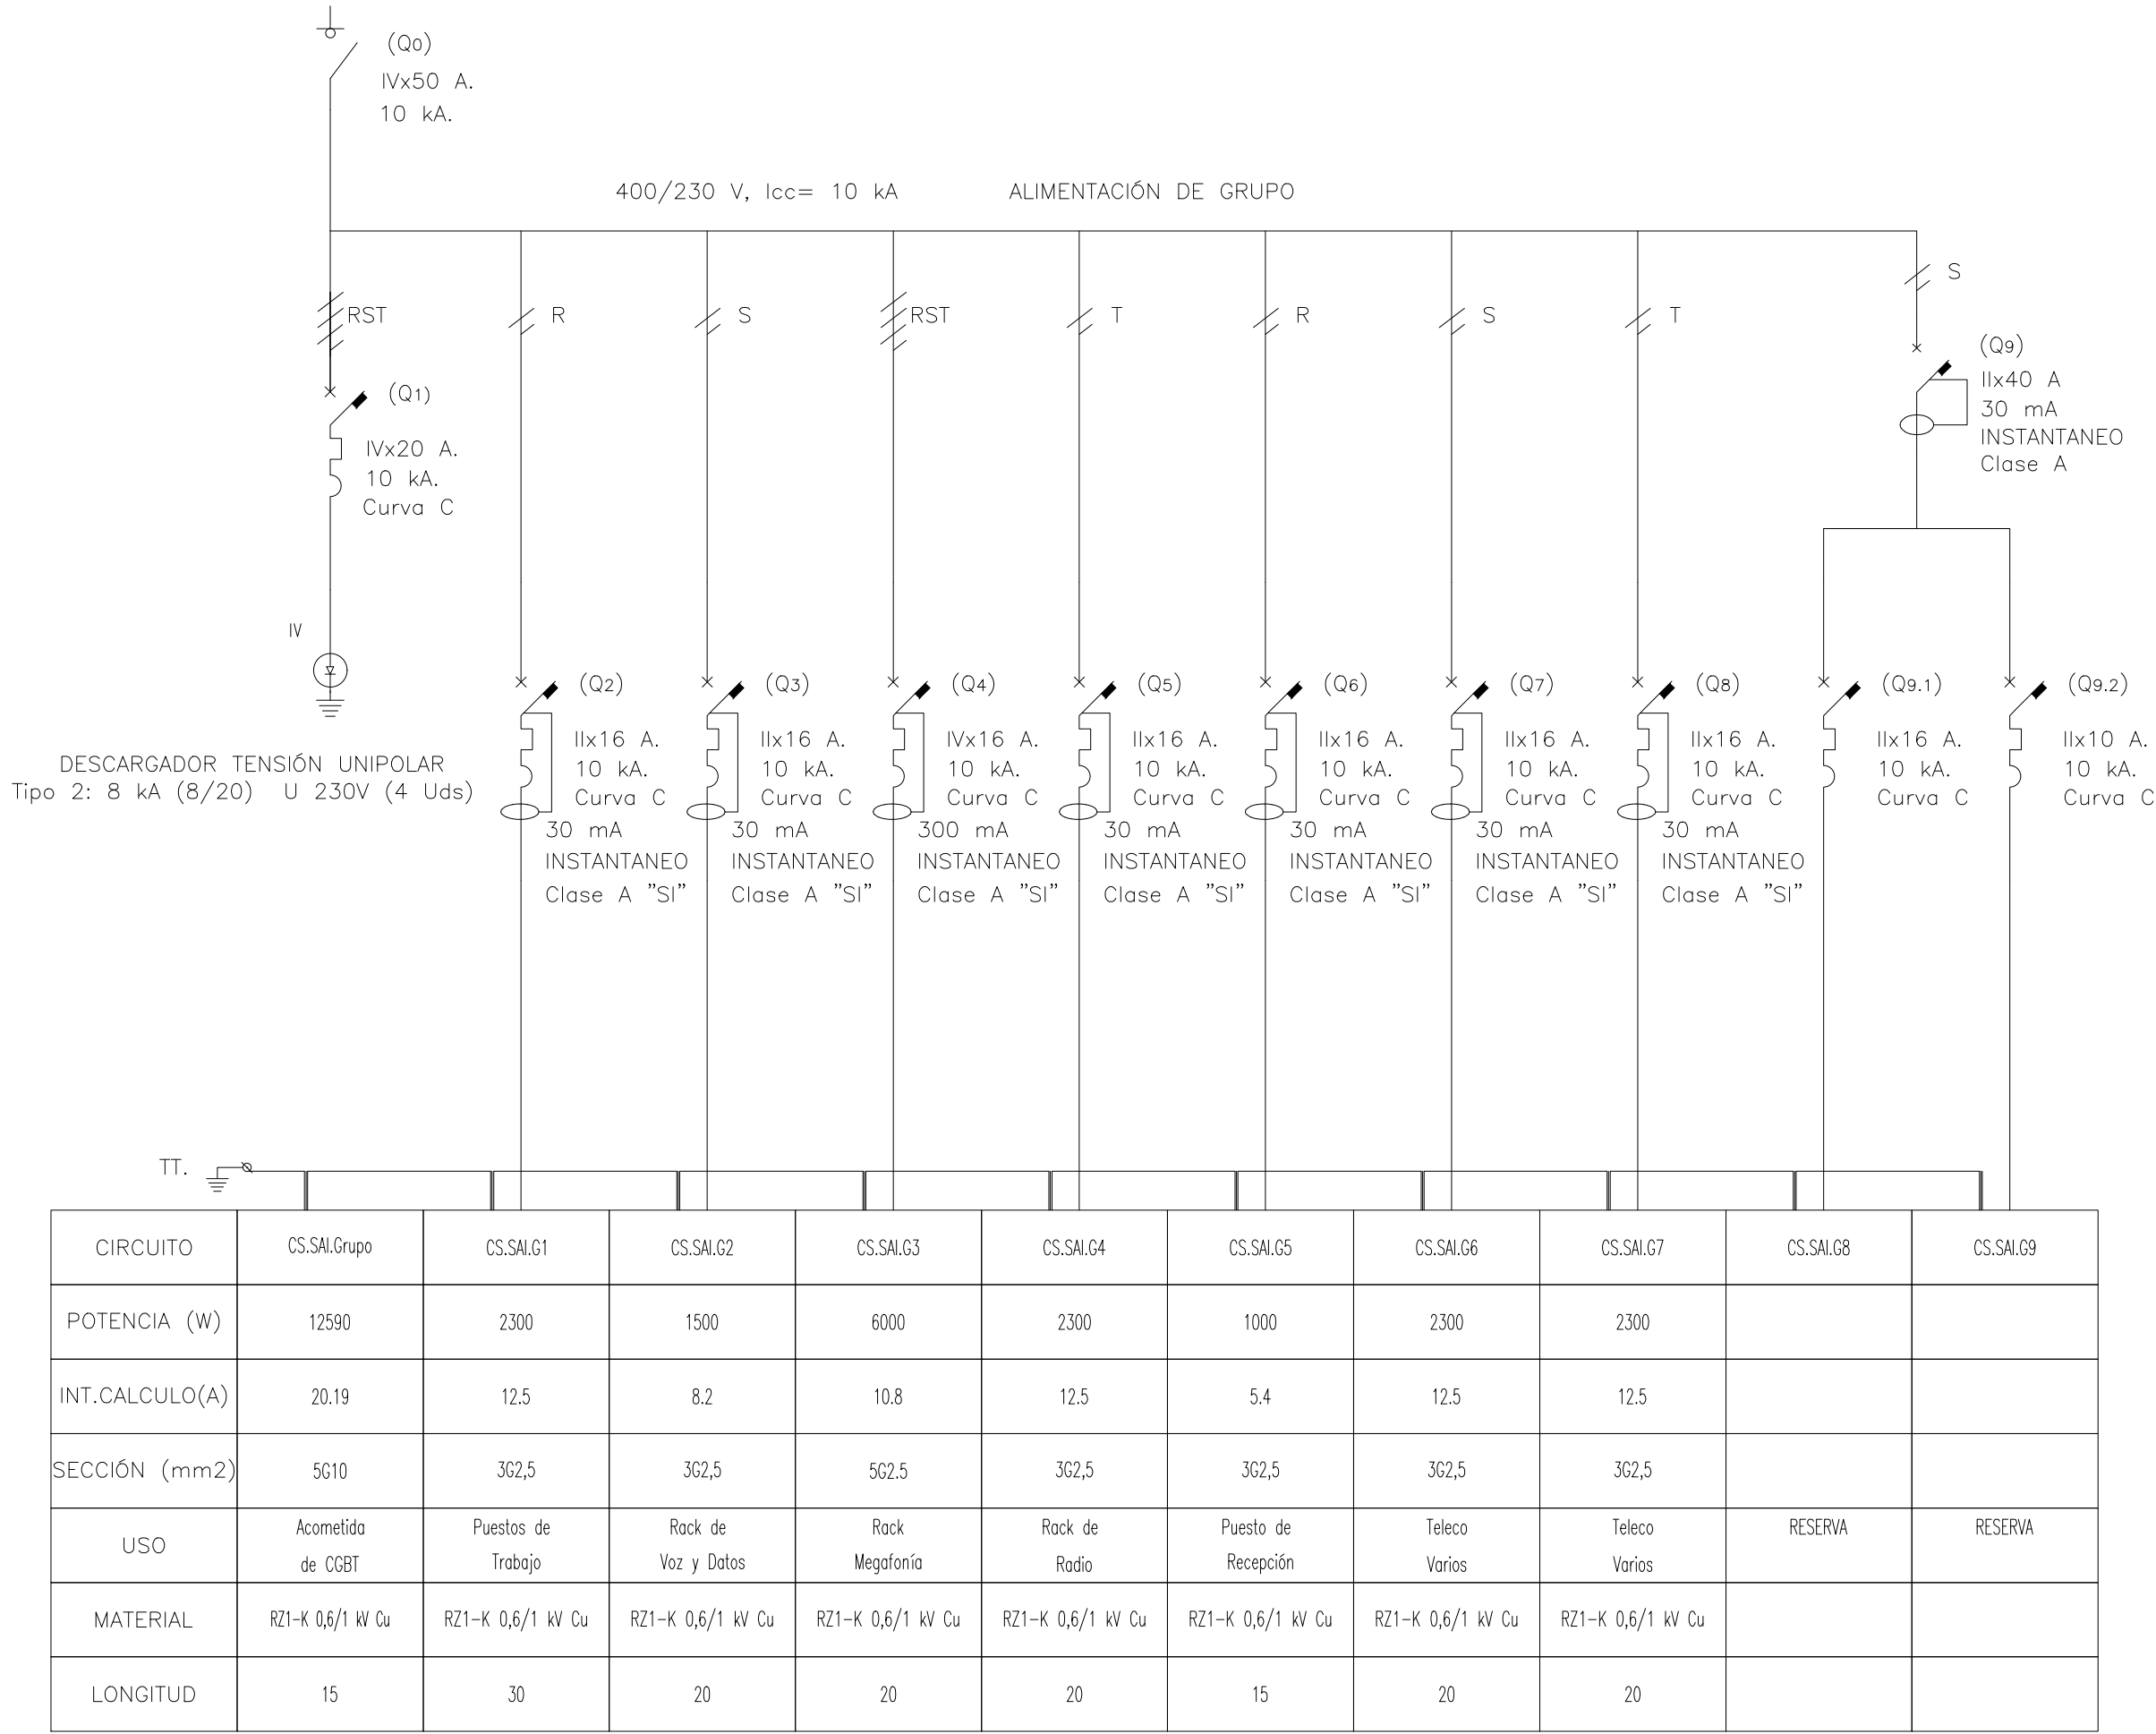 (Q0)
IVx50 A.
10 kA.
400/230 V, Icc= 10 kA ALIMENTACIÓN DE GRUPO
RST R S RST T R S T S
(Q1)
IVx20 A.
10 kA.
Curva C
(Q9)
IIx40 A
30 mA
INSTANTANEO
Clase A
IV
DESCARGADOR TENSIÓN UNIPOLAR
Tipo 2: 8 kA (8/20) U 230V (4 Uds)
(Q2)
IIx16 A.
10 kA.
Curva C
30 mA
INSTANTANEO
Clase A "SI"
(Q3)
IIx16 A.
10 kA.
Curva C
30 mA
INSTANTANEO
Clase A "SI"
(Q4)
IVx16 A.
10 kA.
Curva C
300 mA
INSTANTANEO
Clase A "SI"
(Q5)
IIx16 A.
10 kA.
Curva C
30 mA
INSTANTANEO
Clase A "SI"
(Q6)
IIx16 A.
10 kA.
Curva C
30 mA
INSTANTANEO
Clase A "SI"
(Q7)
IIx16 A.
10 kA.
Curva C
30 mA
INSTANTANEO
Clase A "SI"
(Q8)
IIx16 A.
10 kA.
Curva C
30 mA
INSTANTANEO
Clase A "SI"
(Q9.1)
IIx16 A.
10 kA.
Curva C
(Q9.2)
IIx10 A.
10 kA.
Curva C
TT.
CIRCUITO CS.SAI.Grupo CS.SAI.G1 CS.SAI.G2 CS.SAI.G3 CS.SAI.G4 CS.SAI.G5 CS.SAI.G6 CS.SAI.G7 CS.SAI.G8 CS.SAI.G9
POTENCIA (W) 12590 2300 1500 6000 2300 1000 2300 2300
INT.CALCULO(A) 20.19 12.5 8.2 10.8 12.5 5.4 12.5 12.5
SECCIÓN (mm2) 5G10 3G2,5 3G2,5 5G2.5 3G2,5 3G2,5 3G2,5 3G2,5
USO
Acometida
de CGBT
Puestos de
Trabajo
Rack de
Voz y Datos
Rack
Megafonía
Rack de
Radio
Puesto de
Recepción
Teleco
Varios
Teleco
Varios
RESERVA
RESERVA
MATERIAL RZ1-K 0,6/1 kV Cu RZ1-K 0,6/1 kV Cu RZ1-K 0,6/1 kV Cu RZ1-K 0,6/1 kV Cu RZ1-K 0,6/1 kV Cu RZ1-K 0,6/1 kV Cu RZ1-K 0,6/1 kV Cu RZ1-K 0,6/1 kV Cu
LONGITUD 15 30 20 20 20 15 20 20